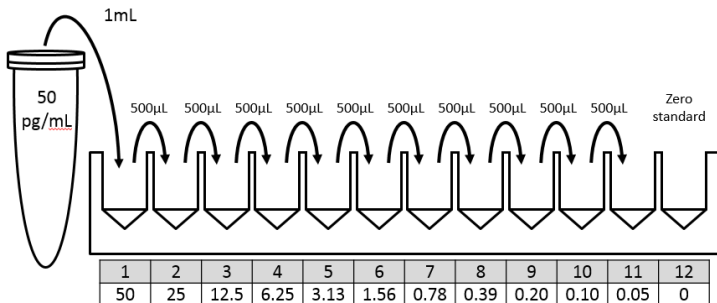 1mL
50
pg/mL
500µL 500µL 500µL 500µL 500µL 500µL 500µL 500µL 500µL 500µL
Zero
standard
1 2 3 4 5 6 7 8 9 10 11 12
50 25 12.5 6.25 3.13 1.56 0.78 0.39 0.20 0.10 0.05 0